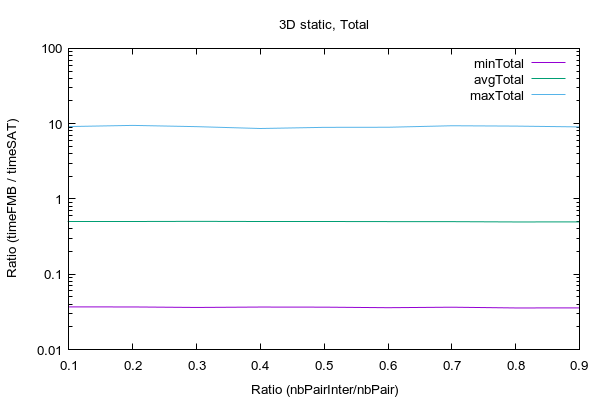 3D static, Total
100
10
1
0.1
0.01
Ratio (timeFMB / timeSAT)
minTotal
avgTotal
maxTotal
0.1 0.2 0.3 0.4 0.5 0.6 0.7 0.8 0.9
Ratio (nbPairInter/nbPair)